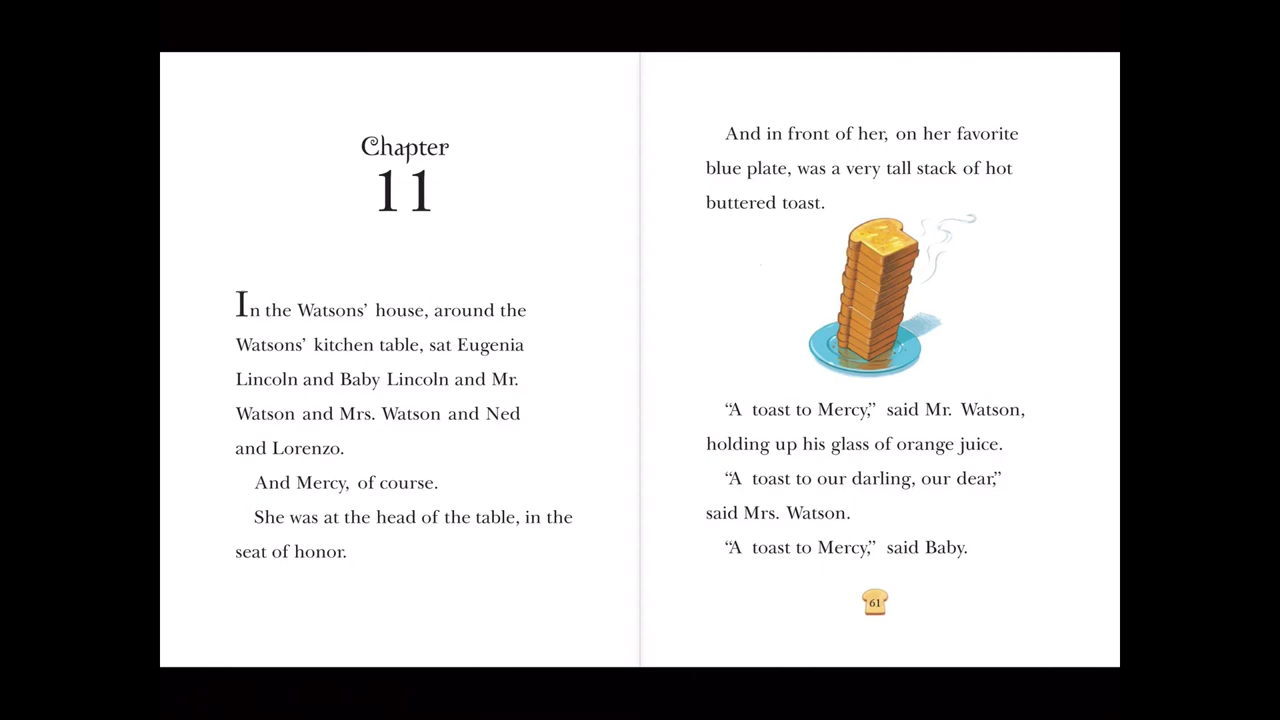 Chapter
11
In the Watsons’ house, around the
Watsons’ kitchen table, sat Eugenia
Lincoln and Baby Lincoln and Mr.
Watson and Mrs. Watson and Ned
and Lorenzo.
And Mercy, of course.
She was at the head of the table, in the
seat of honor.
And in front of her, on her favorite
blue plate, was a very tall stack of hot
buttered toast.
“A toast to Mercy,” said Mr. Watson,
holding up his glass of orange juice.
“A toast to our darling, our dear,”
said Mrs. Watson.
“A toast to Mercy,” said Baby.
61